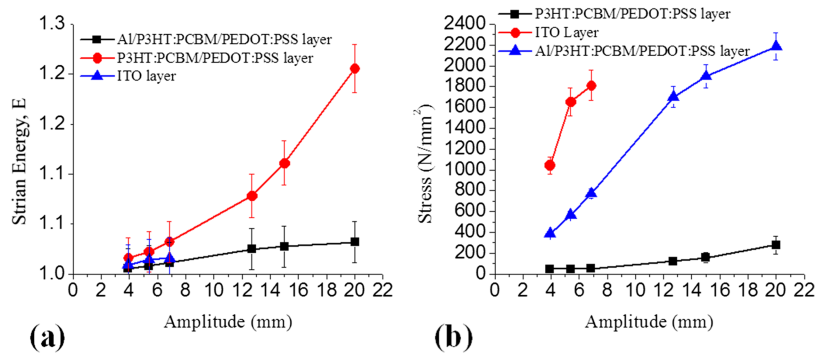 1.3
1.2
1.2
1.1
1.1
1.0
Strian Energy, E
Al/P3HT:PCBM/PEDOT:PSS layer
P3HT:PCBM/PEDOT:PSS layer
ITO layer
0 2 4 6 8 10 12 14 16 18 20 22
Amplitude (mm)
(a)
2400
2200
2000
1800
1600
1400
1200
1000
800
600
400
200
0
Stress (N/mm²)
P3HT:PCBM/PEDOT:PSS layer
ITO Layer
Al/P3HT:PCBM/PEDOT:PSS layer
0 2 4 6 8 10 12 14 16 18 20 22
Amplitude (mm)
(b)